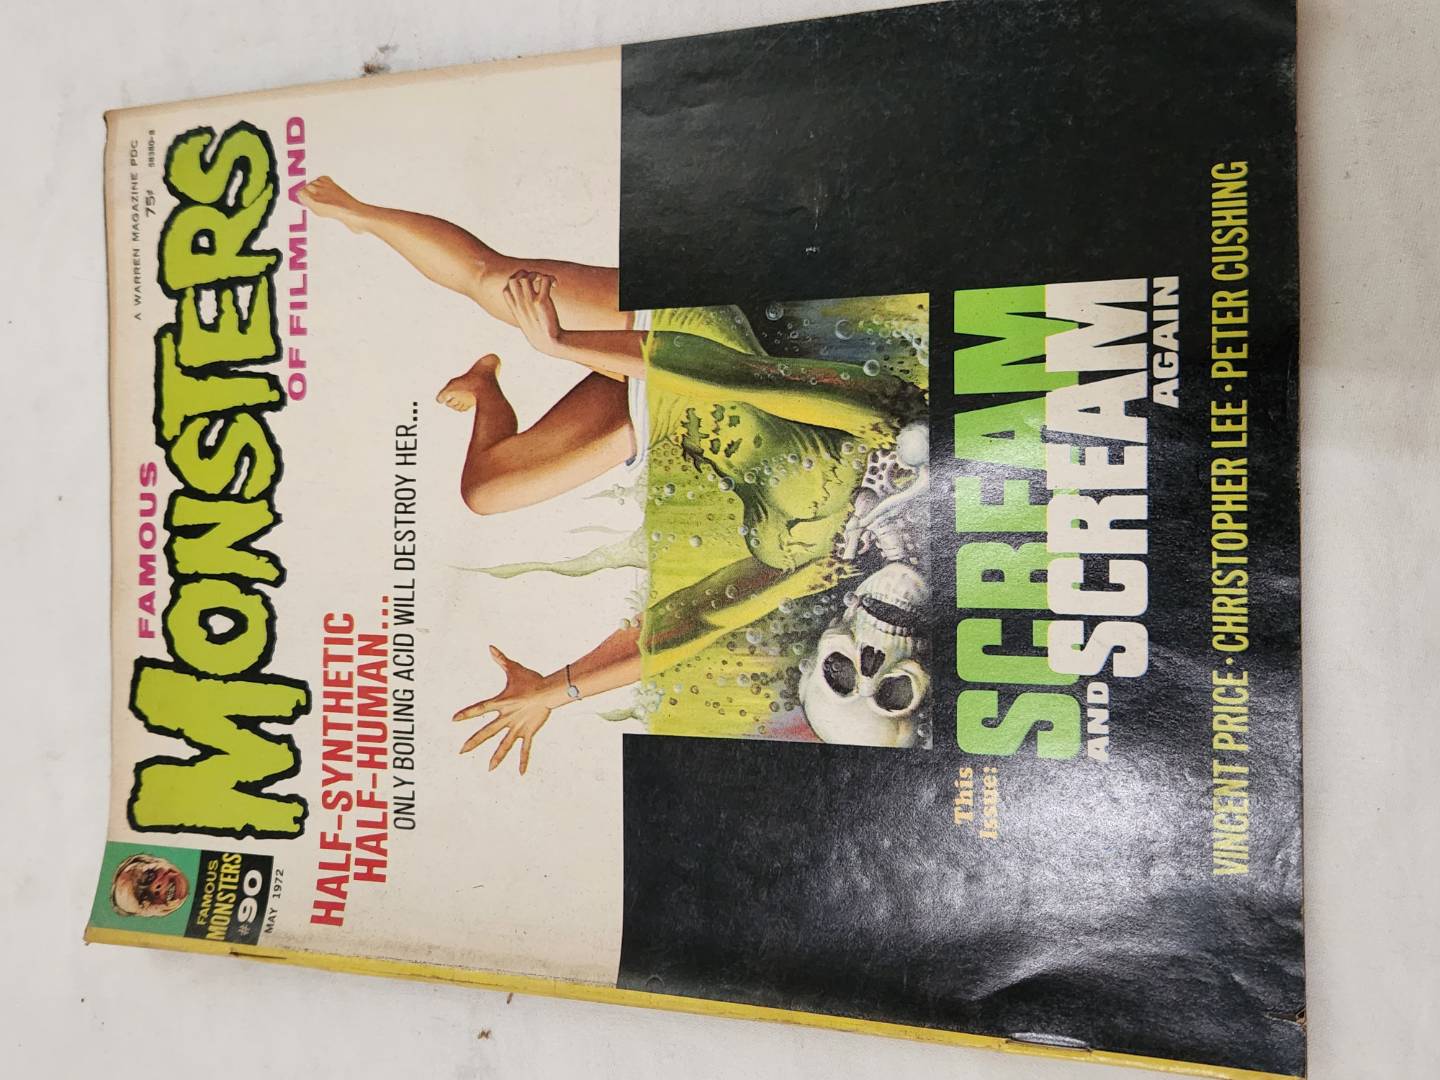 A WARREN MAGAZINE PDC
75¢ 58380-8
FAMOUS
MONSTERS
OF FILMLAND
FAMOUS
MONSTERS
#90
MAY 1972
HALF-SYNTHETIC
HALF-HUMAN...
ONLY BOILING ACID WILL DESTROY HER...
This
Issue:
SCREAM
AND SCREAM
AGAIN
VINCENT PRICE · CHRISTOPHER LEE · PETER CUSHING